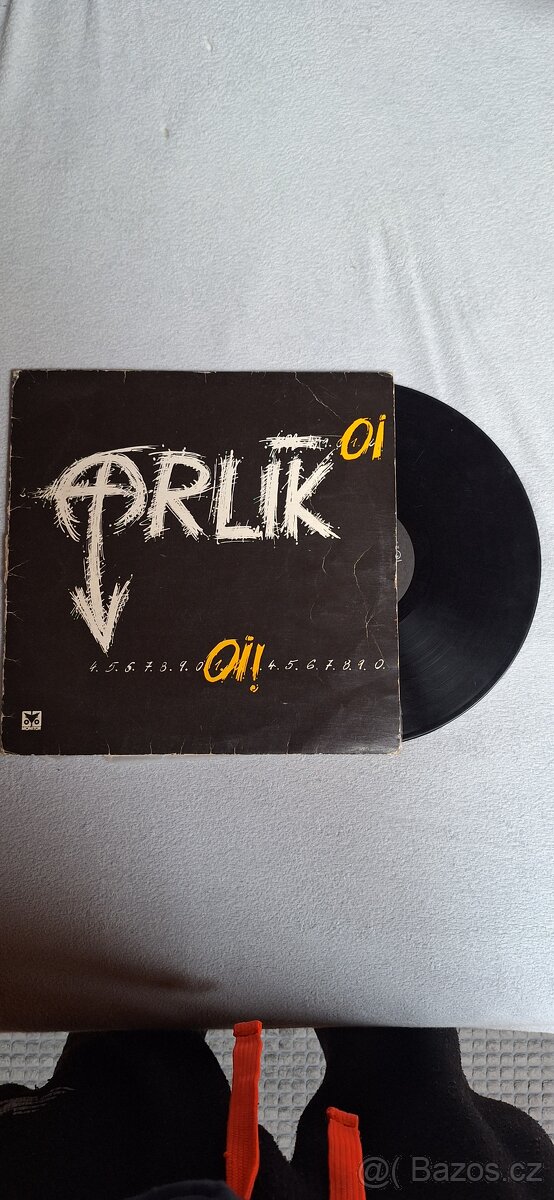 OI
ORLÍK
OI!
4.5.6.7.8.9.0.1. 4.5.6.7.8.9.0.
MONITOR
@( Bazos.cz